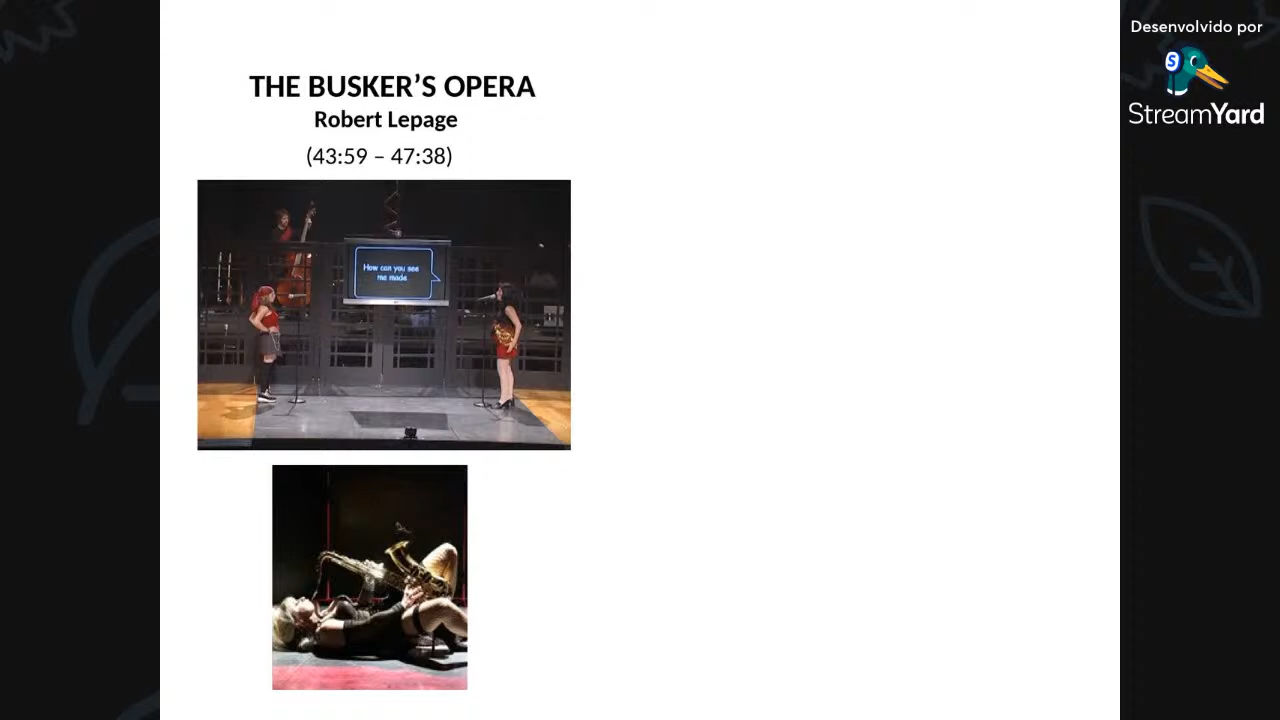 Desenvolvido por
StreamYard
THE BUSKER’S OPERA
Robert Lepage
(43:59 – 47:38)
How can you see
me made